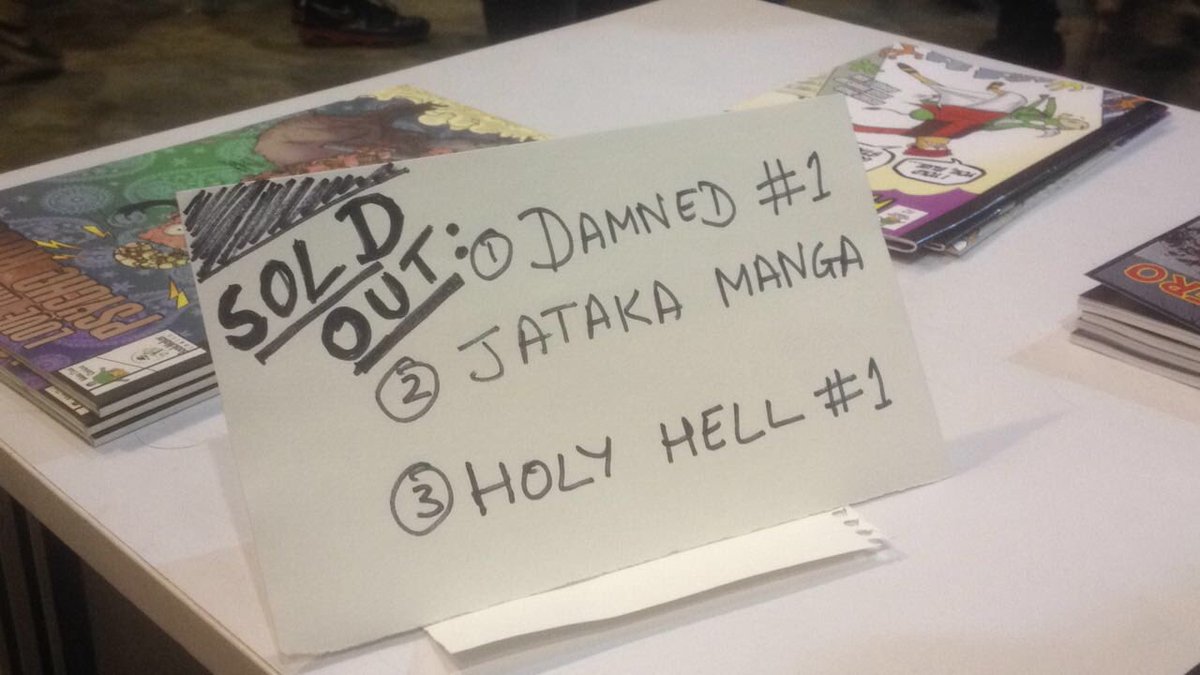 SOLD
OUT: ① DAMNED #1
② JATAKA MANGA
③ HOLY HELL #1